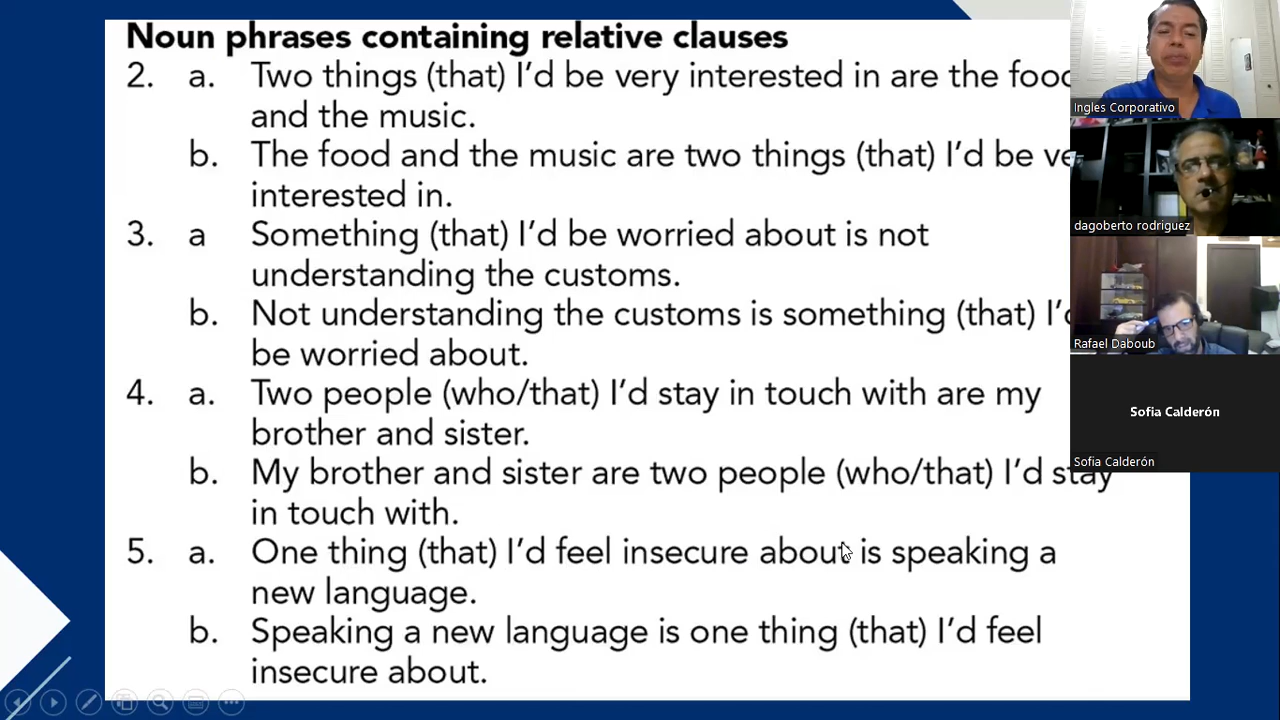 Noun phrases containing relative clauses
2. a. Two things (that) I'd be very interested in are the food
and the music.
b. The food and the music are two things (that) I'd be
interested in.
3. a Something (that) I'd be worried about is not
understanding the customs.
b. Not understanding the customs is something (that)
be worried about.
4. a. Two people (who/that) I'd stay in touch with are my
brother and sister.
b. My brother and sister are two people (who/that) I'd stay
in touch with.
5. a. One thing (that) I'd feel insecure about is speaking a
new language.
b. Speaking a new language is one thing (that) I'd feel
insecure about.
Ingles Corporativo
dagoberto rodriguez
Rafael Daboub
Sofia Calderón
Sofia Calderón